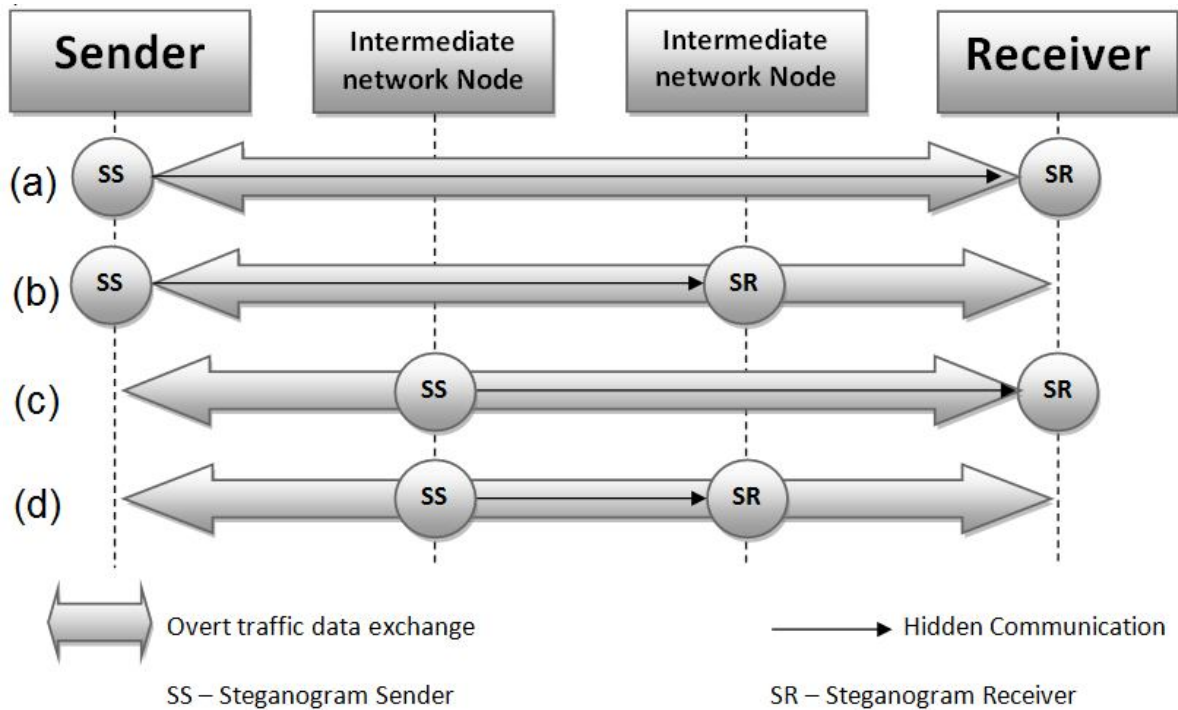 Sender
Intermediate
network Node
Intermediate
network Node
Receiver
(a)
SS
SR
(b)
SS
SR
(c)
SS
SR
(d)
SS
SR
Overt traffic data exchange
Hidden Communication
SS – Steganogram Sender
SR – Steganogram Receiver